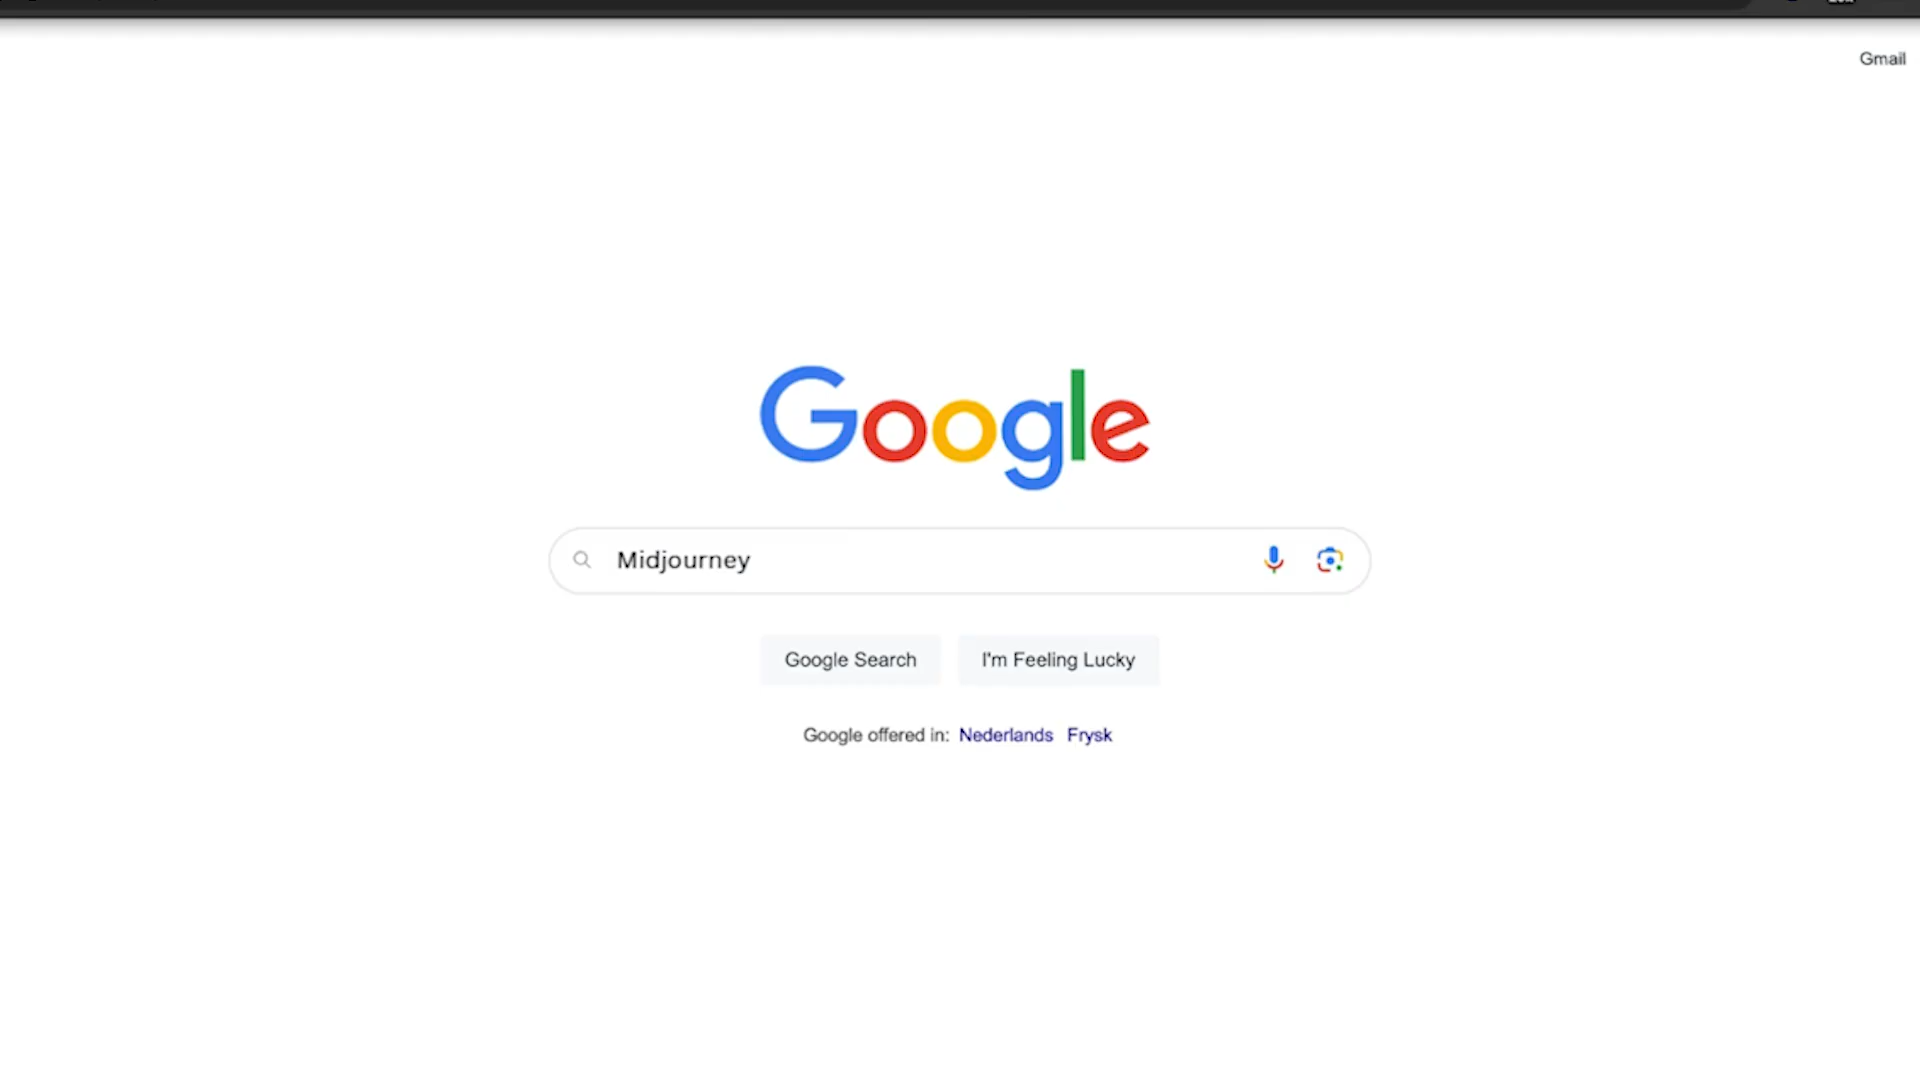 Gmail
Google
Midjourney
Google Search I'm Feeling Lucky
Google offered in: Nederlands Frysk